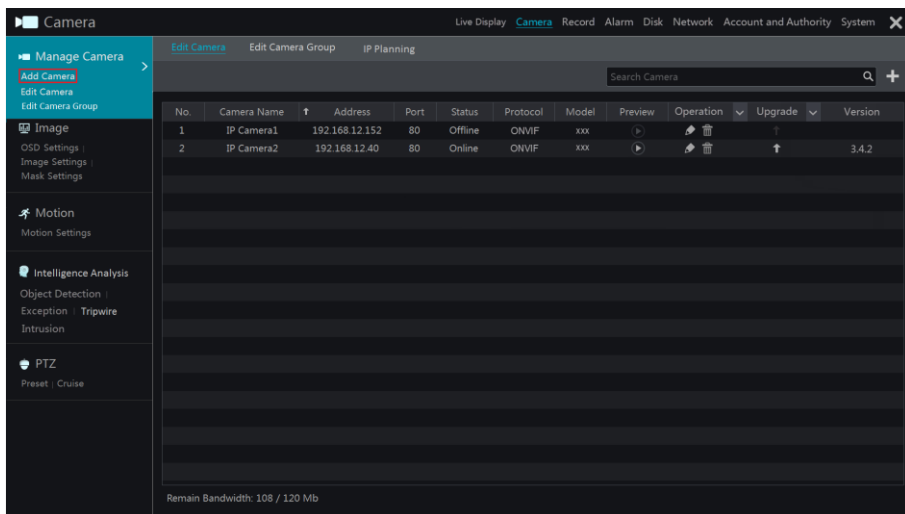 Camera
Live Display Camera Record Alarm Disk Network Account and Authority System
Manage Camera
Add Camera
Edit Camera
Edit Camera Group
Image
OSD Settings |
Image Settings |
Mask Settings
Motion
Motion Settings
Intelligence Analysis
Object Detection |
Exception | Tripwire
Intrusion
PTZ
Preset | Cruise
Edit Camera Edit Camera Group IP Planning
Search Camera
No. Camera Name Address Port Status Protocol Model Preview Operation Upgrade Version
1 IP Camera1 192.168.12.152 80 Offline ONVIF xxx
2 IP Camera2 192.168.12.40 80 Online ONVIF xxx 3.4.2
Remain Bandwidth: 108 / 120 Mb